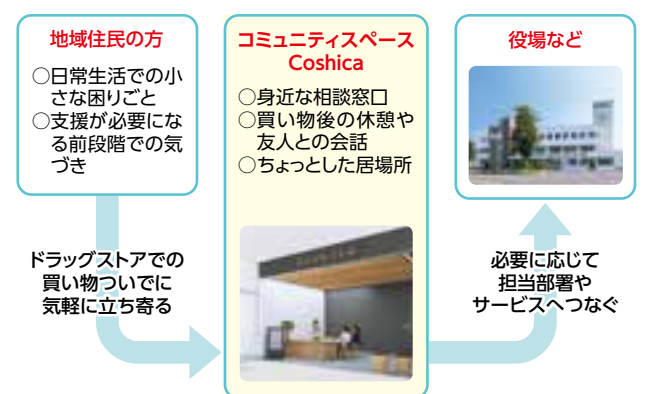 地域住民の方
○日常生活での小
さな困りごと
○支援が必要にな
る前段階での気
づき
ドラッグストアでの
買い物ついでに
気軽に立ち寄る
コミュニティスペース
Coshica
○身近な相談窓口
○買い物後の休憩や
友人との会話
○ちょっとした居場所
役場など
必要に応じて
担当部署や
サービスへつなぐ